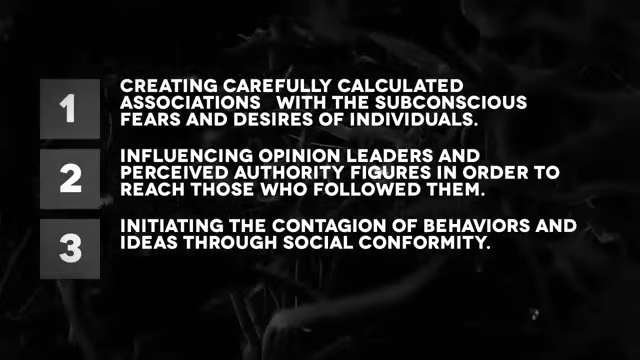 1
CREATING CAREFULLY CALCULATED
ASSOCIATIONS WITH THE SUBCONSCIOUS
FEARS AND DESIRES OF INDIVIDUALS.
2
INFLUENCING OPINION LEADERS AND
PERCEIVED AUTHORITY FIGURES IN ORDER TO
REACH THOSE WHO FOLLOWED THEM.
3
INITIATING THE CONTAGION OF BEHAVIORS AND
IDEAS THROUGH SOCIAL CONFORMITY.